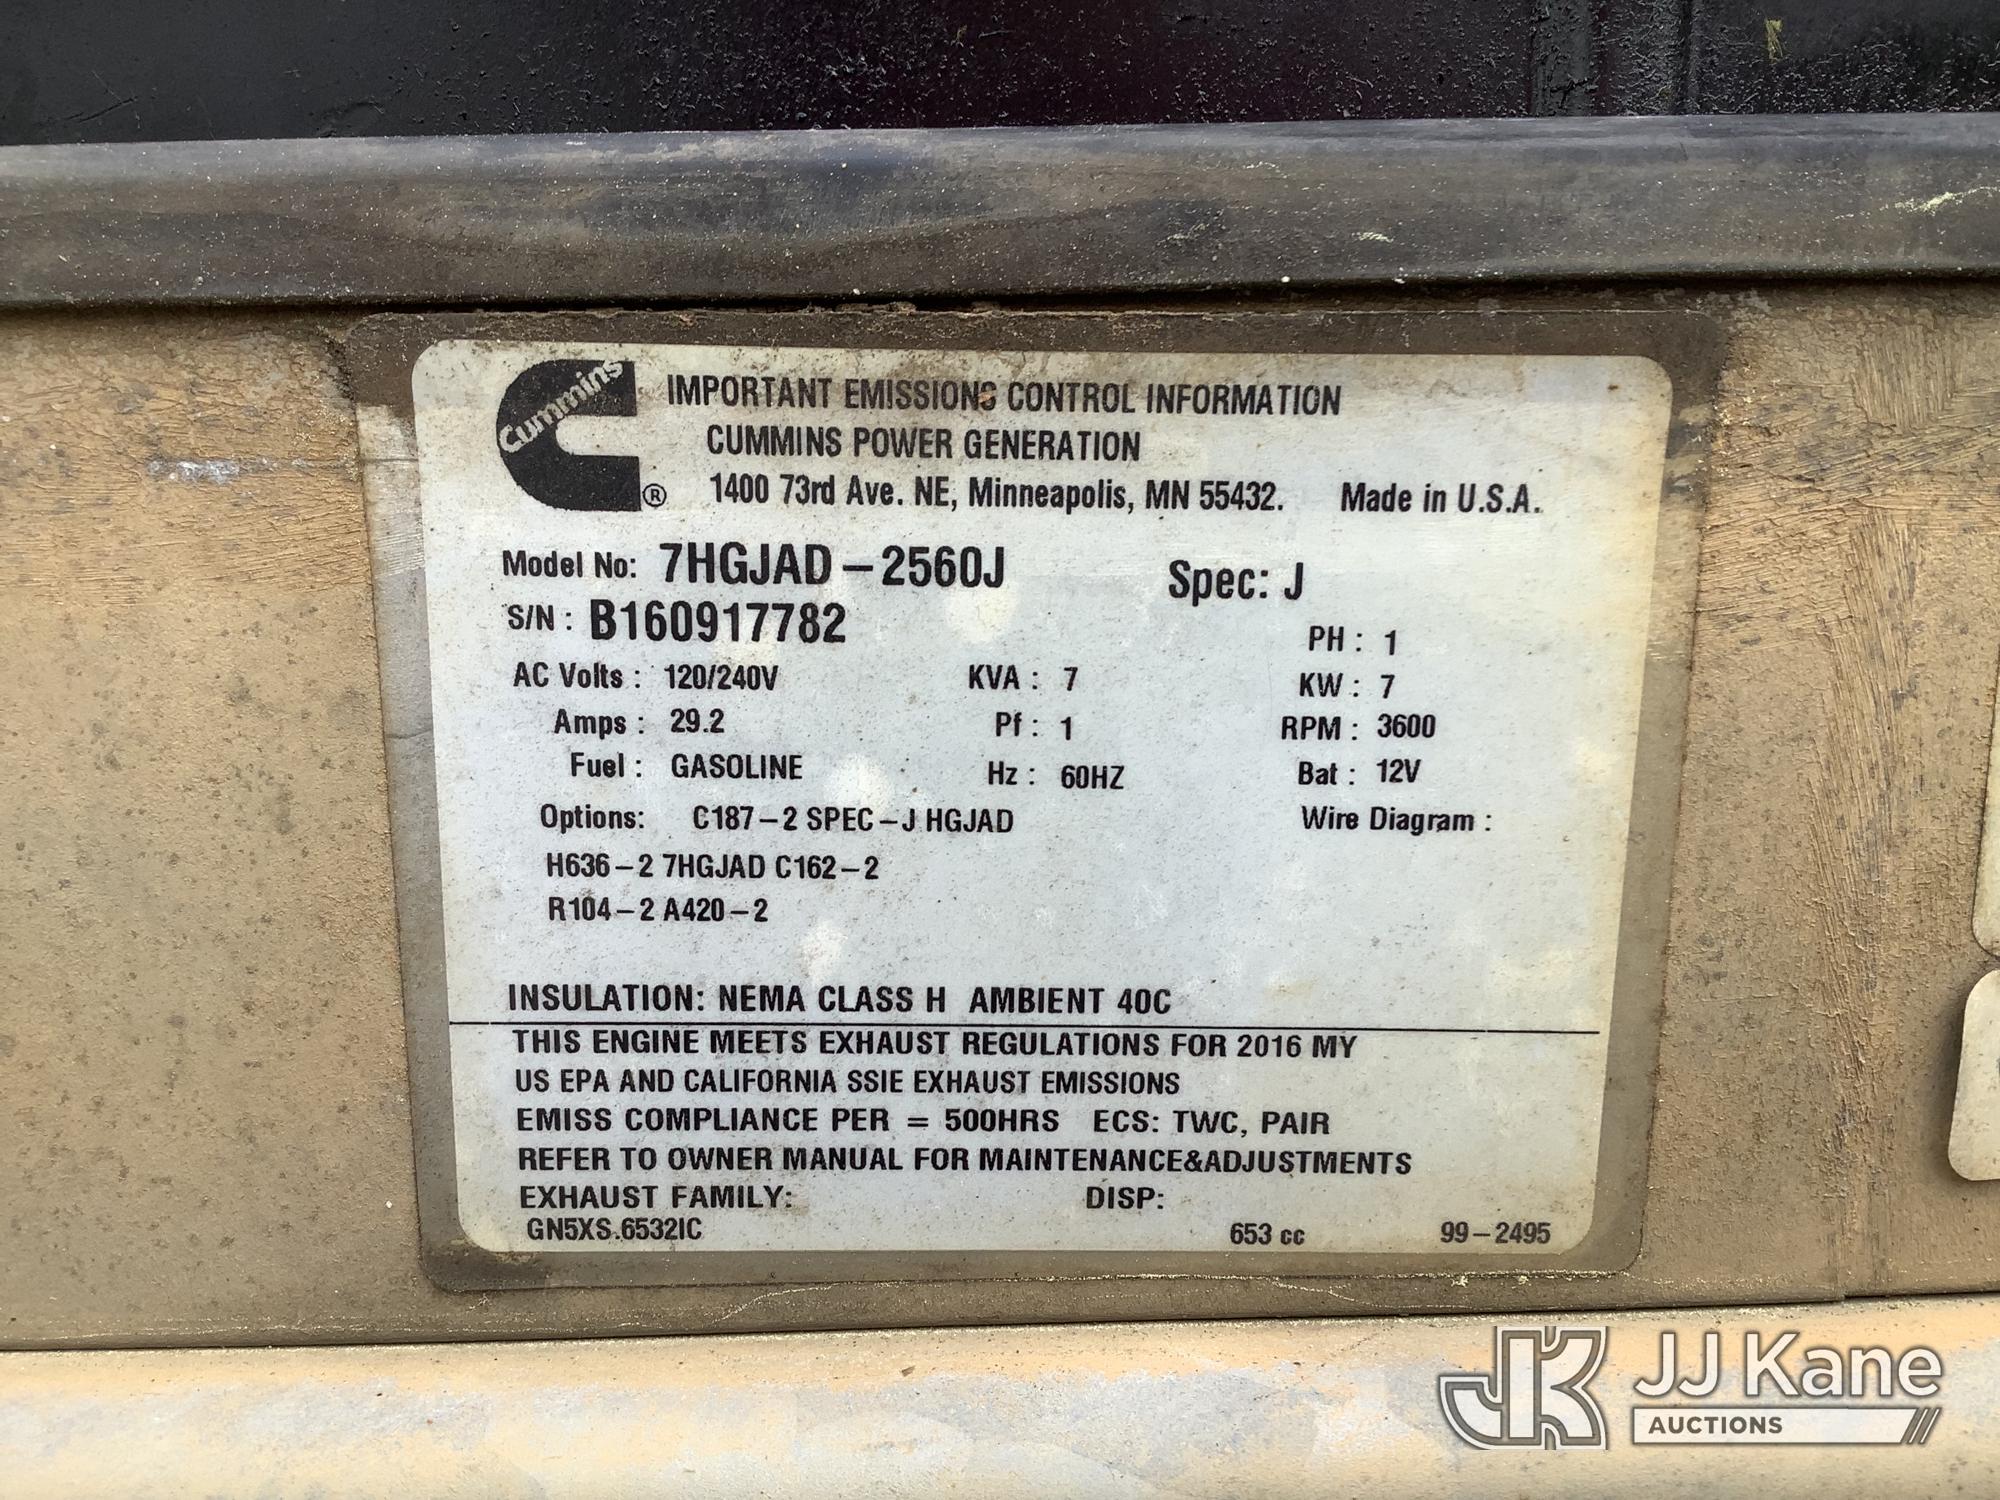 Cummins ®
IMPORTANT EMISSIONS CONTROL INFORMATION
CUMMINS POWER GENERATION
1400 73rd Ave. NE, Minneapolis, MN 55432. Made in U.S.A.
Model No: 7HGJAD-2560J Spec: J
S/N : B160917782 PH : 1
AC Volts : 120/240V KVA : 7 KW : 7
Amps : 29.2 Pf : 1 RPM : 3600
Fuel : GASOLINE Hz : 60HZ Bat : 12V
Options: C187-2 SPEC-J HGJAD Wire Diagram :
H636-2 7HGJAD C162-2
R104-2 A420-2
INSULATION: NEMA CLASS H AMBIENT 40C
THIS ENGINE MEETS EXHAUST REGULATIONS FOR 2016 MY
US EPA AND CALIFORNIA SSIE EXHAUST EMISSIONS
EMISS COMPLIANCE PER = 500HRS ECS: TWC, PAIR
REFER TO OWNER MANUAL FOR MAINTENANCE&ADJUSTMENTS
EXHAUST FAMILY: DISP:
GN5XS.6532IC 653 cc 99-2495
JK JJ Kane
AUCTIONS